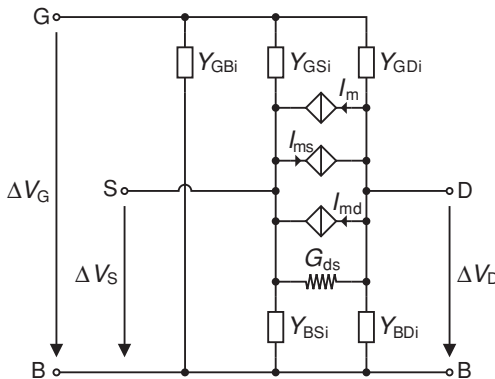 G
Y_GBi
Y_GSi
Y_GDi
I_m
I_ms
S
D
ΔV_G
I_md
ΔV_S
G_ds
ΔV_D
Y_BSi
Y_BDi
B
B